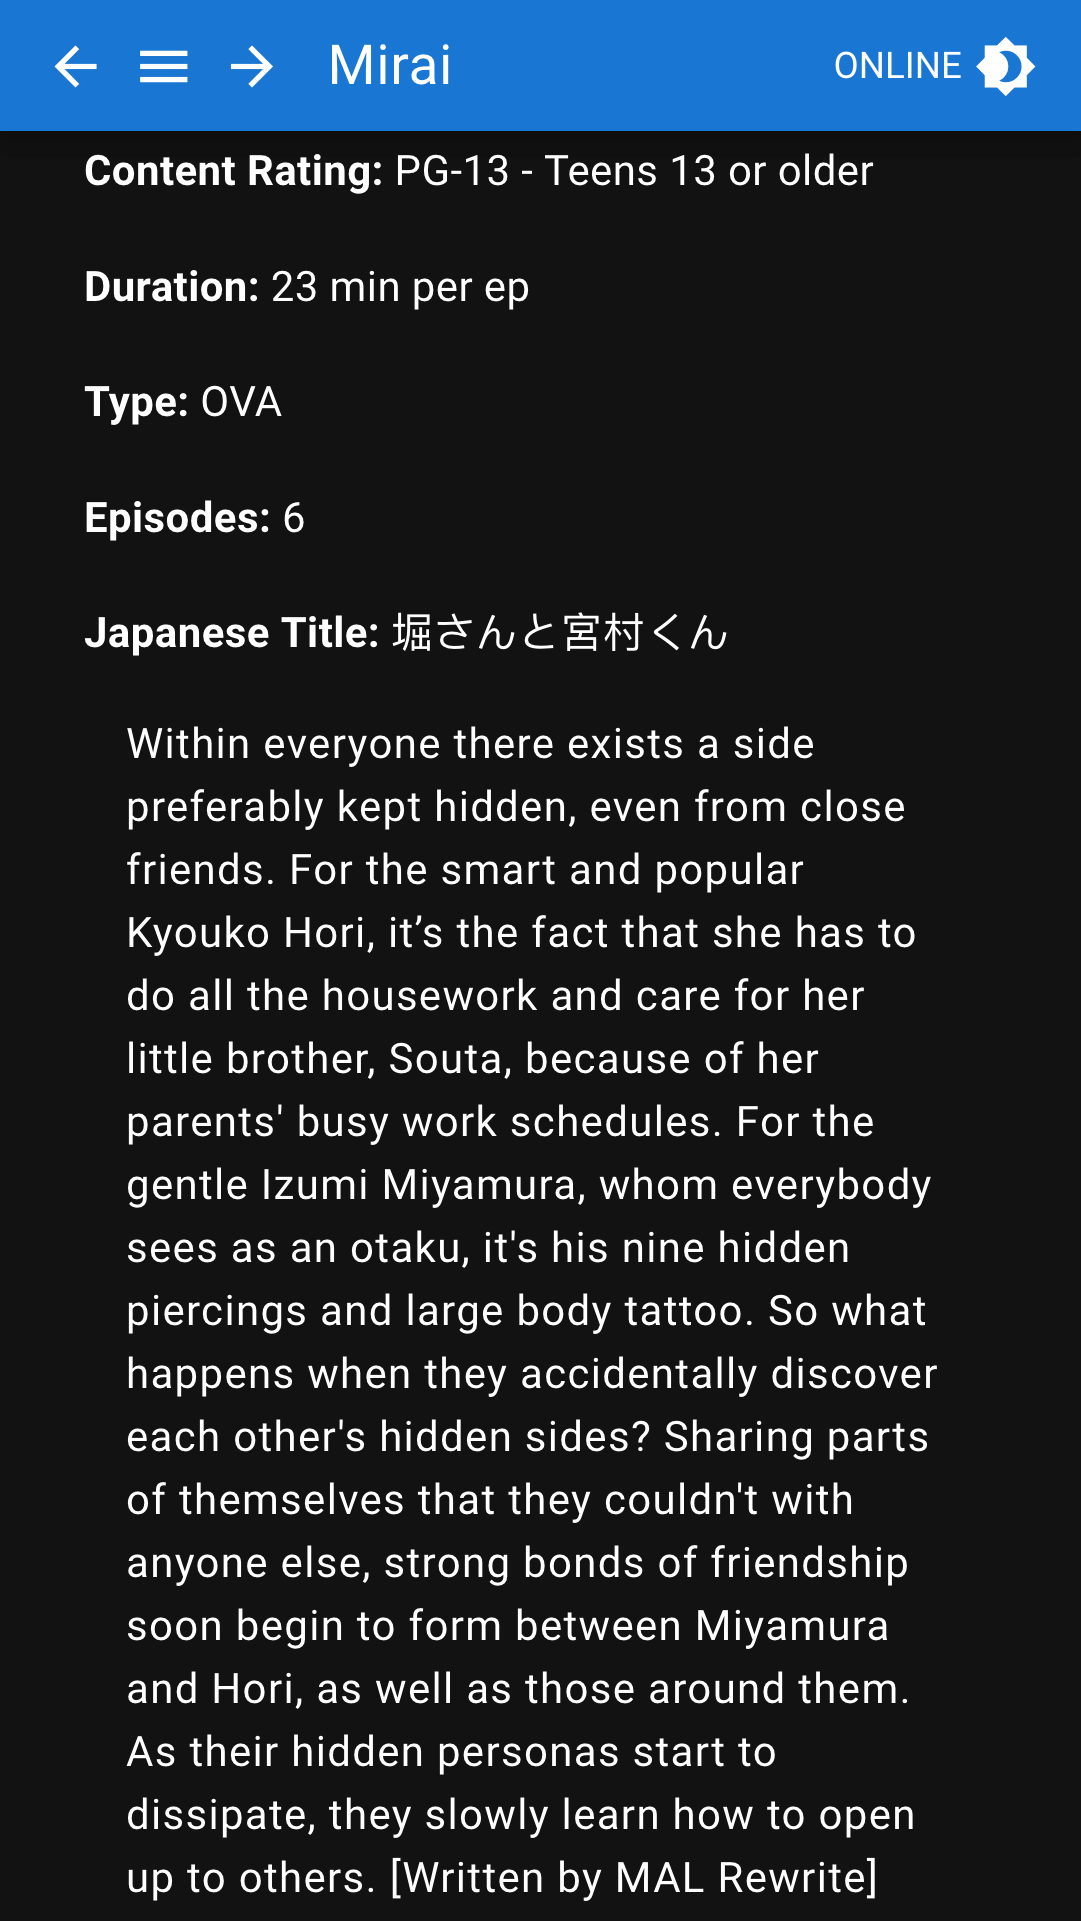 Mirai
ONLINE
Content Rating: PG-13 - Teens 13 or older
Duration: 23 min per ep
Type: OVA
Episodes: 6
Japanese Title: 堀さんと宮村くん
Within everyone there exists a side
preferably kept hidden, even from close
friends. For the smart and popular
Kyouko Hori, it’s the fact that she has to
do all the housework and care for her
little brother, Souta, because of her
parents' busy work schedules. For the
gentle Izumi Miyamura, whom everybody
sees as an otaku, it's his nine hidden
piercings and large body tattoo. So what
happens when they accidentally discover
each other's hidden sides? Sharing parts
of themselves that they couldn't with
anyone else, strong bonds of friendship
soon begin to form between Miyamura
and Hori, as well as those around them.
As their hidden personas start to
dissipate, they slowly learn how to open
up to others. [Written by MAL Rewrite]